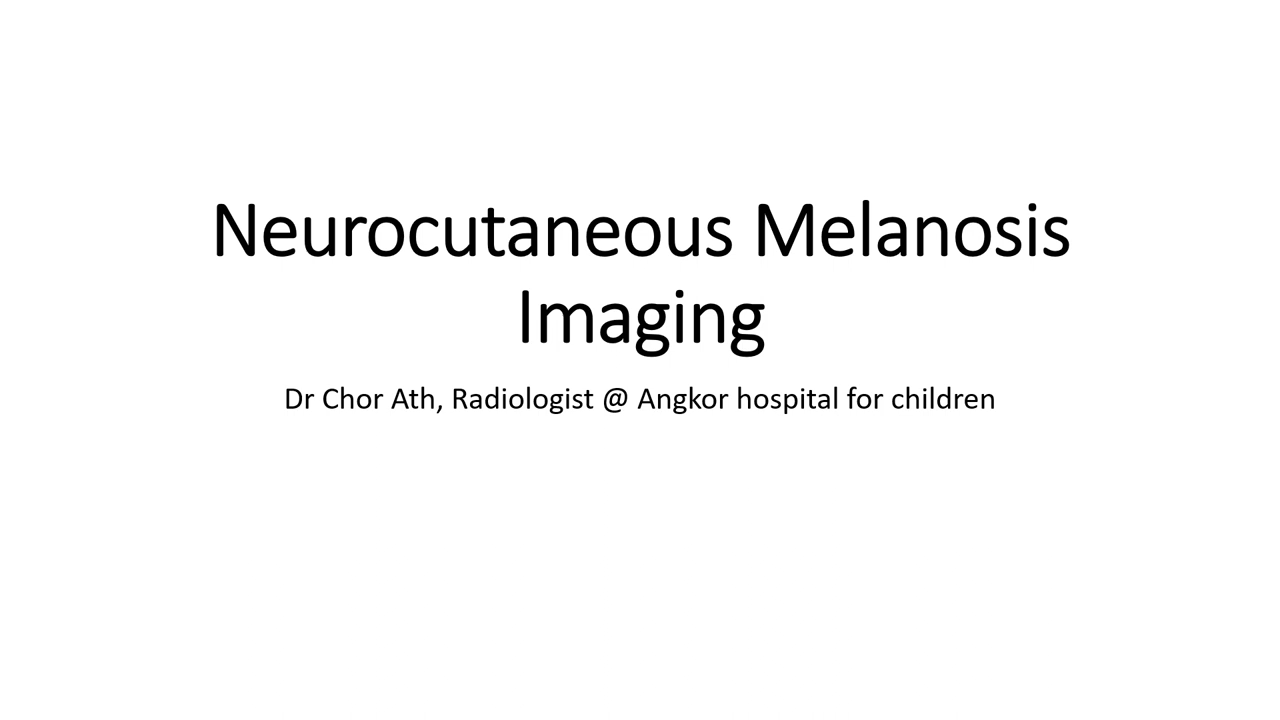 Neurocutaneous Melanosis
Imaging
Dr Chor Ath, Radiologist @ Angkor hospital for children